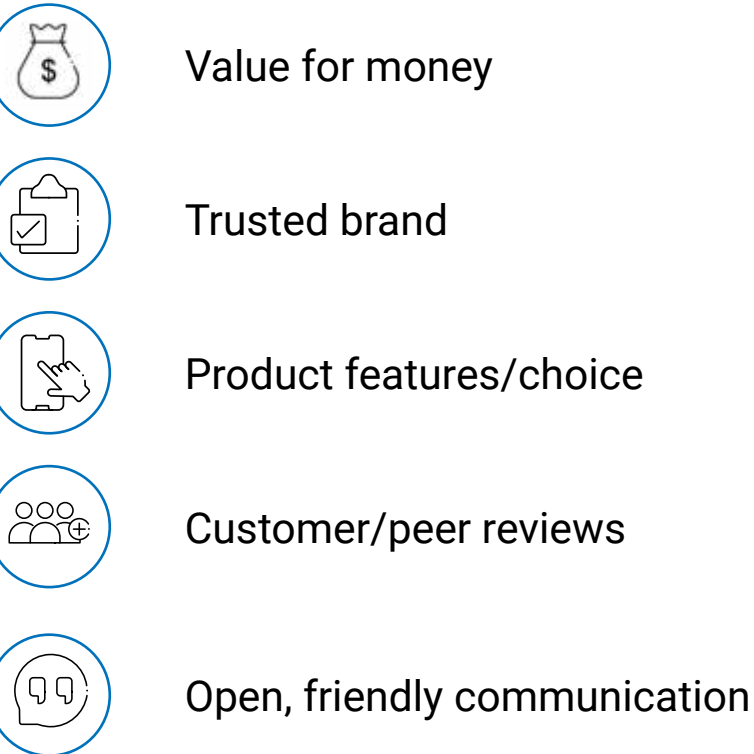 $
Value for money
Trusted brand
Product features/choice
Customer/peer reviews
Open, friendly communication